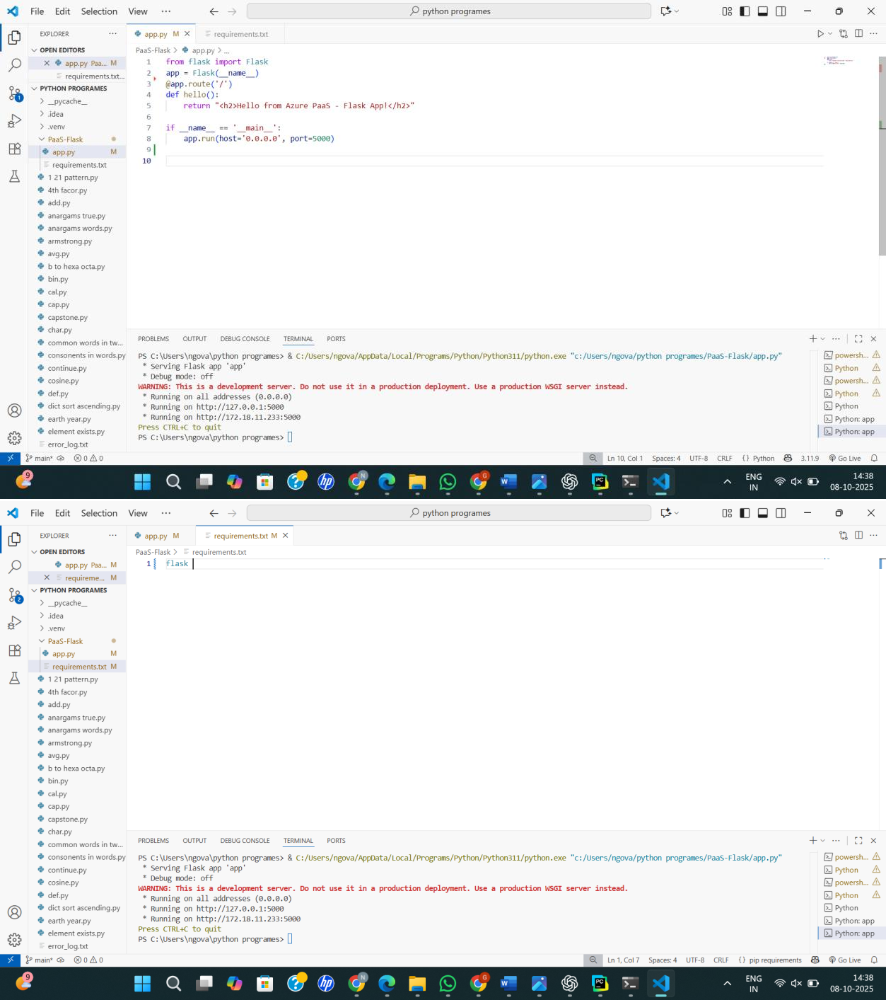 File Edit Selection View ··· python programes
EXPLORER ···
OPEN EDITORS
app.py Paa... M
requirements.txt...
PYTHON PROGRAMES
__pycache__
.idea
.venv
PaaS-Flask
app.py M
requirements.txt
1 21 pattern.py
4th facor.py
add.py
anargams true.py
anargams words.py
armstrong.py
avg.py
b to hexa octa.py
bin.py
cal.py
cap.py
capstone.py
char.py
common words in tw...
consonents in words.py
continue.py
cosine.py
def.py
dict sort ascending.py
earth year.py
element exists.py
error_log.txt
app.py M requirements.txt
PaaS-Flask > app.py > ...
1 from flask import Flask
2 app = Flask(__name__)
3 @app.route('/')
4 def hello():
5 return "<h2>Hello from Azure PaaS - Flask App!</h2>"
6
7 if __name__ == '__main__':
8 app.run(host='0.0.0.0', port=5000)
9
10
PROBLEMS OUTPUT DEBUG CONSOLE TERMINAL PORTS
PS C:\Users\ngova\python programes> & C:/Users/ngova/AppData/Local/Programs/Python/Python311/python.exe "c:/Users/ngova/python programes/PaaS-Flask/app.py"
* Serving Flask app 'app'
* Debug mode: off
WARNING: This is a development server. Do not use it in a production deployment. Use a production WSGI server instead.
* Running on all addresses (0.0.0.0)
* Running on http://127.0.0.1:5000
* Running on http://172.18.11.233:5000
Press CTRL+C to quit
PS C:\Users\ngova\python programes>
powersh...
Python
powersh...
Python
Python
Python: app
Python: app
1
main* 0 0 Ln 10, Col 1 Spaces: 4 UTF-8 CRLF {} Python 3.11.9 Go Live
9 hp N G W PC ENG IN 14:38 08-10-2025
File Edit Selection View ··· python programes
EXPLORER ···
OPEN EDITORS
app.py Paa... M
requireme... M
PYTHON PROGRAMES
__pycache__
.idea
.venv
PaaS-Flask
app.py M
requirements.txt M
1 21 pattern.py
4th facor.py
add.py
anargams true.py
anargams words.py
armstrong.py
avg.py
b to hexa octa.py
bin.py
cal.py
cap.py
capstone.py
char.py
common words in tw...
consonents in words.py
continue.py
cosine.py
def.py
dict sort ascending.py
earth year.py
element exists.py
error_log.txt
app.py M requirements.txt M
PaaS-Flask > requirements.txt
1 flask
PROBLEMS OUTPUT DEBUG CONSOLE TERMINAL PORTS
PS C:\Users\ngova\python programes> & C:/Users/ngova/AppData/Local/Programs/Python/Python311/python.exe "c:/Users/ngova/python programes/PaaS-Flask/app.py"
* Serving Flask app 'app'
* Debug mode: off
WARNING: This is a development server. Do not use it in a production deployment. Use a production WSGI server instead.
* Running on all addresses (0.0.0.0)
* Running on http://127.0.0.1:5000
* Running on http://172.18.11.233:5000
Press CTRL+C to quit
PS C:\Users\ngova\python programes>
powersh...
Python
powersh...
Python
Python
Python: app
Python: app
2
main* 0 0 Ln 1, Col 7 Spaces: 4 UTF-8 CRLF {} pip requirements Go Live
9 hp N G W PC ENG IN 14:38 08-10-2025